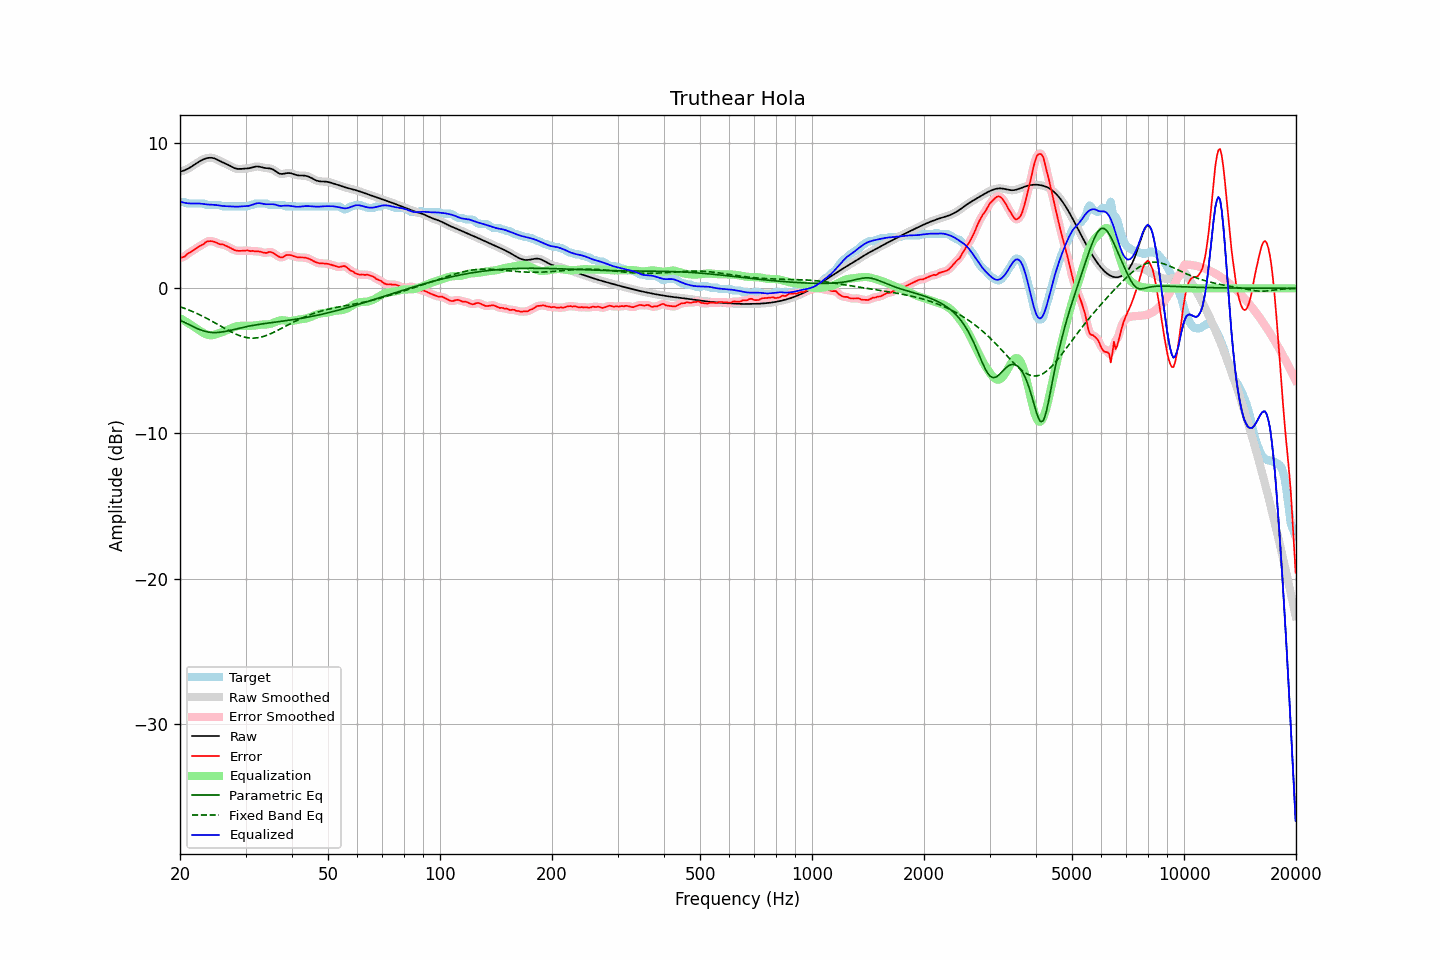 Truthear Hola
10
0
−10
−20
−30
Amplitude (dBr)
Target
Raw Smoothed
Error Smoothed
Raw
Error
Equalization
Parametric Eq
Fixed Band Eq
Equalized
20
50
100
200
500
1000
2000
5000
10000
20000
Frequency (Hz)